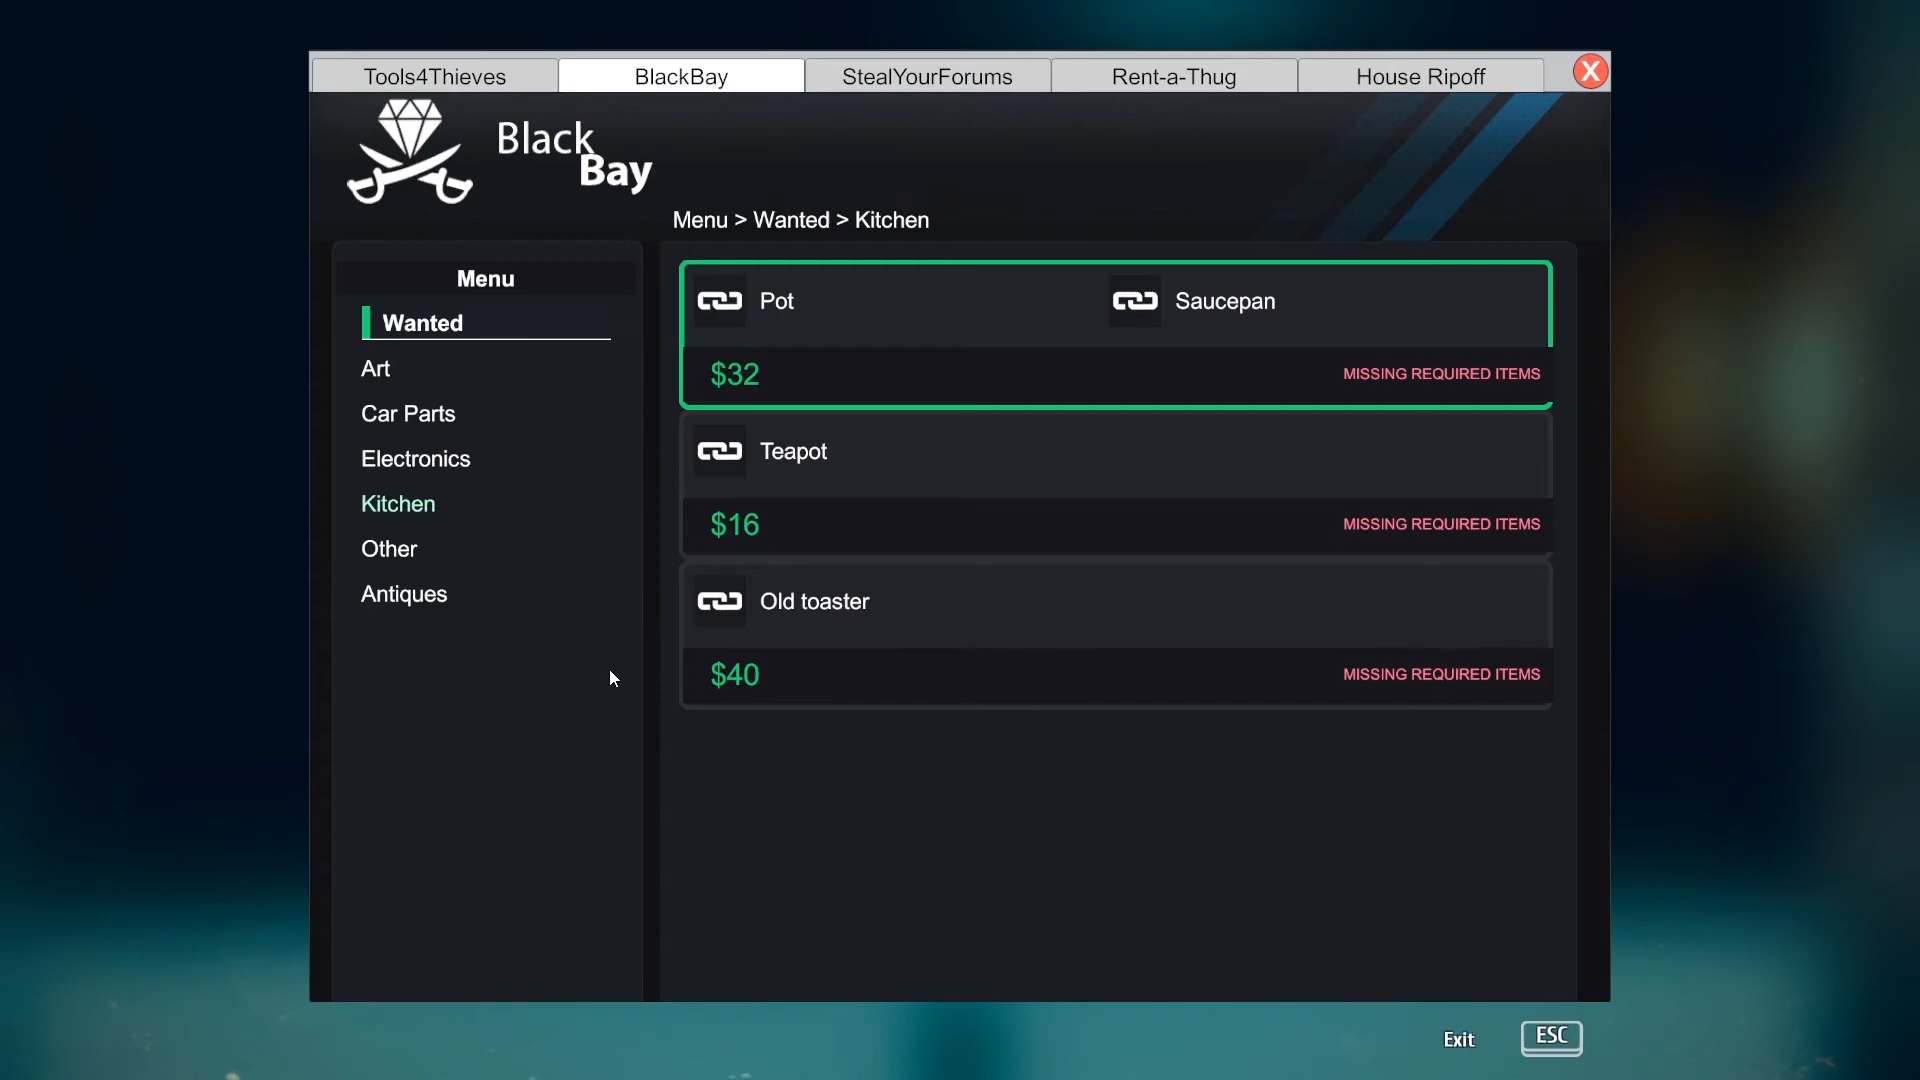 Tools4Thieves
BlackBay
StealYourForums
Rent-a-Thug
House Ripoff
X
Black
Bay
Menu > Wanted > Kitchen
Menu
Wanted
Art
Car Parts
Electronics
Kitchen
Other
Antiques
Pot
Saucepan
$32
MISSING REQUIRED ITEMS
Teapot
$16
MISSING REQUIRED ITEMS
Old toaster
$40
MISSING REQUIRED ITEMS
Exit
ESC